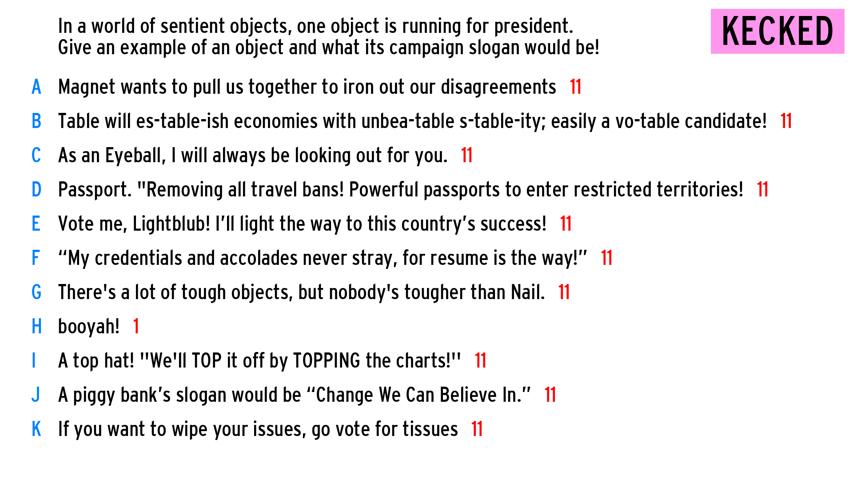 In a world of sentient objects, one object is running for president.
Give an example of an object and what its campaign slogan would be!
KECKED
A Magnet wants to pull us together to iron out our disagreements 11
B Table will es-table-ish economies with unbea-table s-table-ity; easily a vo-table candidate! 11
C As an Eyeball, I will always be looking out for you. 11
D Passport. "Removing all travel bans! Powerful passports to enter restricted territories! 11
E Vote me, Lightblub! I’ll light the way to this country’s success! 11
F “My credentials and accolades never stray, for resume is the way!” 11
G There's a lot of tough objects, but nobody's tougher than Nail. 11
H booyah! 1
I A top hat! "We'll TOP it off by TOPPING the charts!" 11
J A piggy bank’s slogan would be “Change We Can Believe In.” 11
K If you want to wipe your issues, go vote for tissues 11